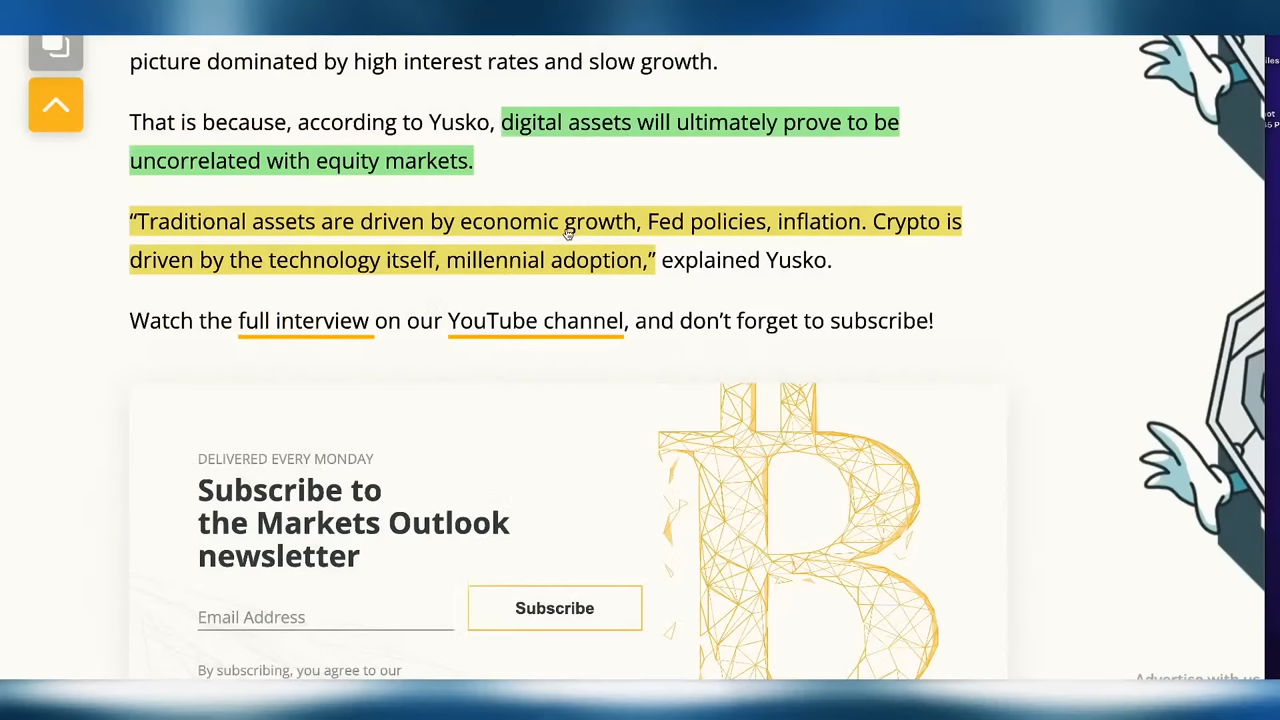 picture dominated by high interest rates and slow growth.
That is because, according to Yusko, digital assets will ultimately prove to be
uncorrelated with equity markets.
“Traditional assets are driven by economic growth, Fed policies, inflation. Crypto is
driven by the technology itself, millennial adoption,” explained Yusko.
Watch the full interview on our YouTube channel, and don’t forget to subscribe!
DELIVERED EVERY MONDAY
Subscribe to
the Markets Outlook
newsletter
Email Address
Subscribe
By subscribing, you agree to our
Advertise with us